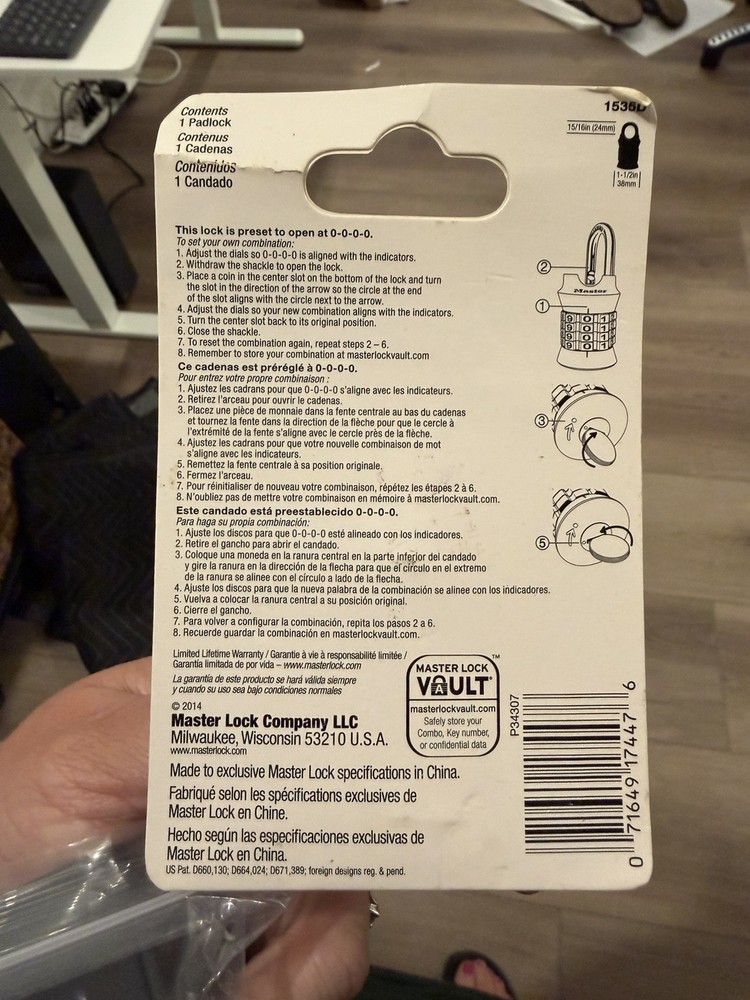 Contents
1 Padlock
Contenus
1 Cadenas
Contenidos
1 Candado
1535D
15/16in (24mm)
1-1/2in
38mm
This lock is preset to open at 0-0-0-0.
To set your own combination:
1. Adjust the dials so 0-0-0-0 is aligned with the indicators.
2. Withdraw the shackle to open the lock.
3. Place a coin in the center slot on the bottom of the lock and turn
the slot in the direction of the arrow so the circle at the end
of the slot aligns with the circle next to the arrow.
4. Adjust the dials so your new combination aligns with the indicators.
5. Turn the center slot back to its original position.
6. Close the shackle.
7. To reset the combination again, repeat steps 2 – 6.
8. Remember to store your combination at masterlockvault.com
Ce cadenas est préréglé à 0-0-0-0.
Pour entrez votre propre combinaison :
1. Ajustez les cadrans pour que 0-0-0-0 s'aligne avec les indicateurs.
2. Retirez l'arceau pour ouvrir le cadenas.
3. Placez une pièce de monnaie dans la fente centrale au bas du cadenas
et tournez la fente dans la direction de la flèche pour que le cercle à
l'extrémité de la fente s'aligne avec le cercle près de la flèche.
4. Ajustez les cadrans pour que votre nouvelle combinaison de mot
s'aligne avec les indicateurs.
5. Remettez la fente centrale à sa position originale.
6. Fermez l'arceau.
7. Pour réinitialiser de nouveau votre combinaison, répétez les étapes 2 à 6.
8. N'oubliez pas de mettre votre combinaison en mémoire à masterlockvault.com.
Este candado está preestablecido 0-0-0-0.
Para haga su propia combinación:
1. Ajuste los discos para que 0-0-0-0 esté alineado con los indicadores.
2. Retire el gancho para abrir el candado.
3. Coloque una moneda en la ranura central en la parte inferior del candado
y gire la ranura en la dirección de la flecha para que el círculo en el extremo
de la ranura se alinee con el círculo a lado de la flecha.
4. Ajuste los discos para que la nueva palabra de la combinación se alinee con los indicadores.
5. Vuelva a colocar la ranura central a su posición original.
6. Cierre el gancho.
7. Para volver a configurar la combinación, repita los pasos 2 a 6.
8. Recuerde guardar la combinación en masterlockvault.com.
2
Master
1
9 0 1
9 0 1
9 0 1
9 0 1
3
5
Limited Lifetime Warranty / Garantie à vie à responsabilité limitée /
Garantía limitada de por vida – www.masterlock.com
La garantía de este producto se hará válida siempre
y cuando su uso sea bajo condiciones normales
© 2014
Master Lock Company LLC
Milwaukee, Wisconsin 53210 U.S.A.
www.masterlock.com
MASTER LOCK
VAULT™
masterlockvault.com
Safely store your
Combo, Key number,
or confidential data
Made to exclusive Master Lock specifications in China.
Fabriqué selon les spécifications exclusives de
Master Lock en Chine.
Hecho según las especificaciones exclusivas de
Master Lock en China.
US Pat. D660,130; D664,024; D671,389; foreign designs reg. & pend.
P34307
0 71649 17447 6